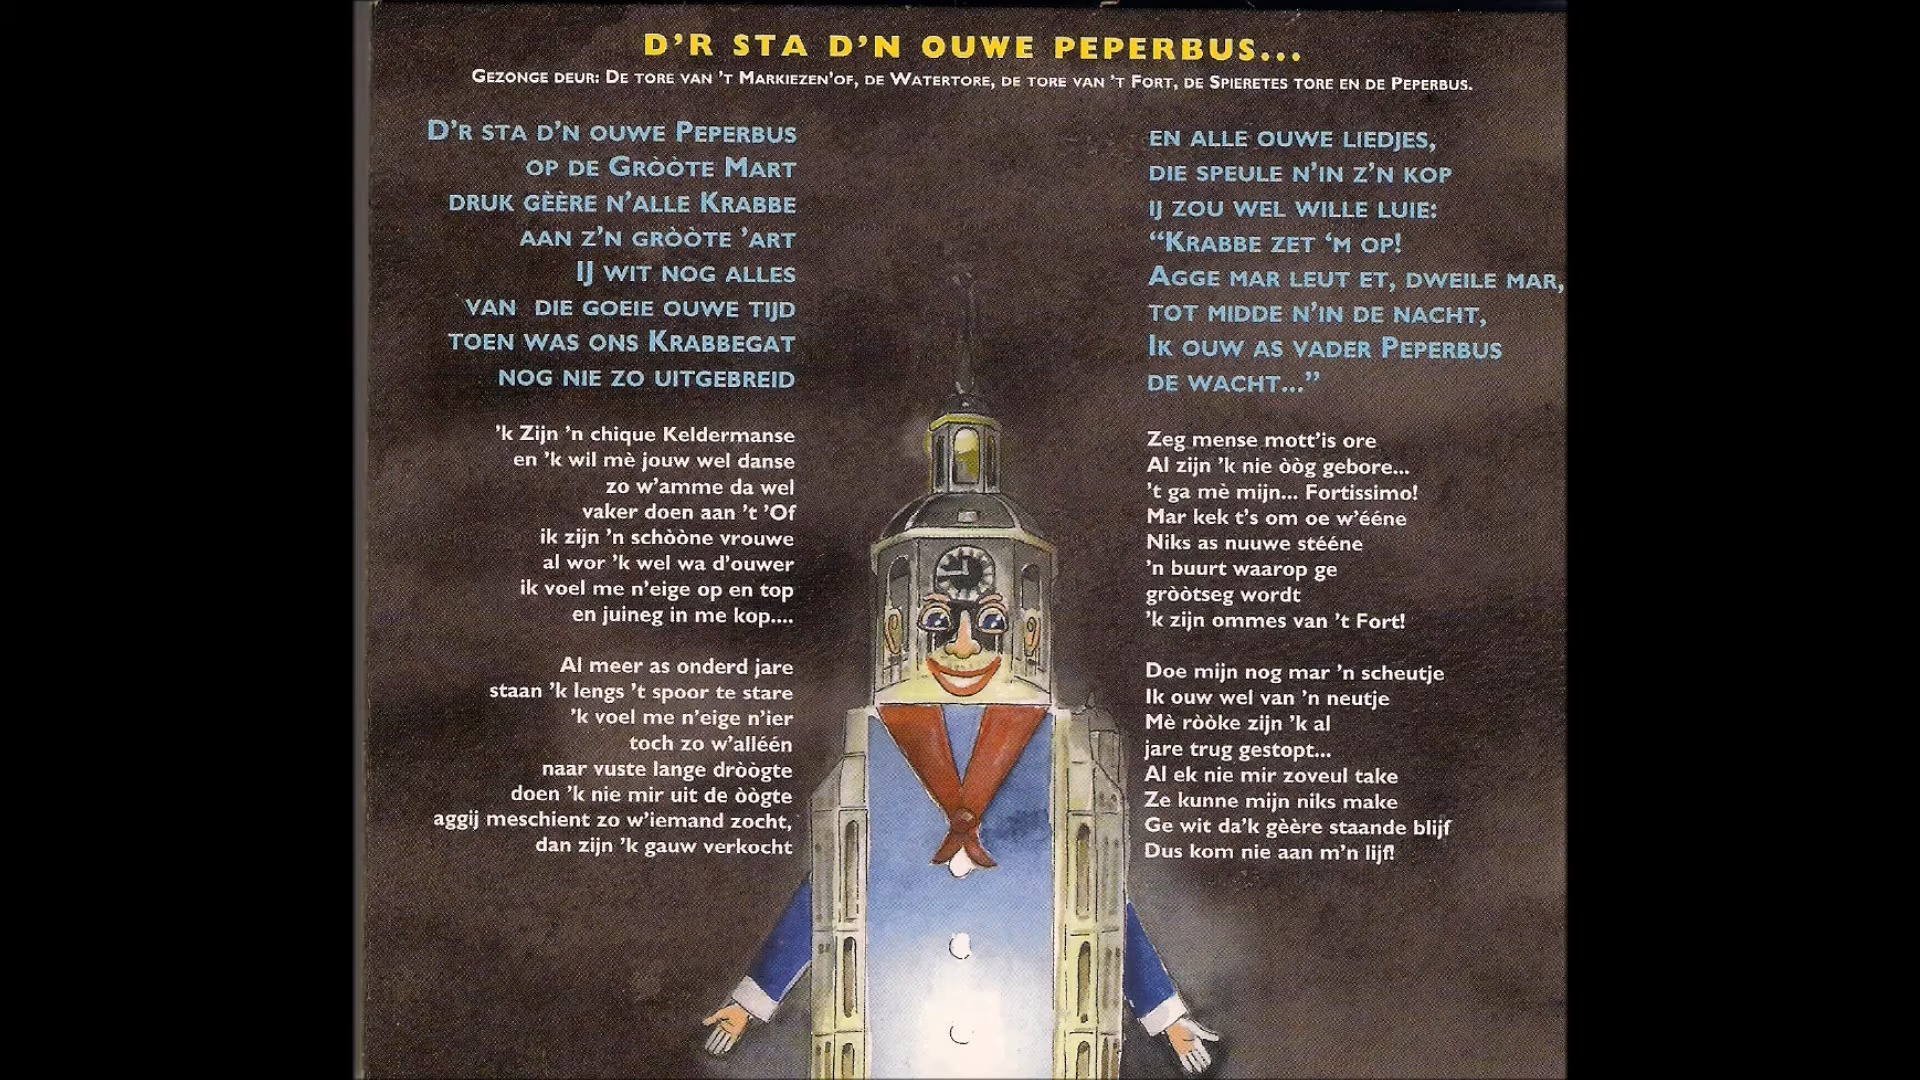 D'R STA D'N OUWE PEPERBUS...
GEZONGE DEUR: DE TORE VAN 'T MARKIEZEN'OF, DE WATERTORE, DE TORE VAN 'T FORT, DE SPIERETES TORE EN DE PEPERBUS.
D'R STA D'N OUWE PEPERBUS
OP DE GRÒÒTE MART
DRUK GÈÈRE N'ALLE KRABBE
AAN Z'N GRÒÒTE 'ART
IJ WIT NOG ALLES
VAN DIE GOEIE OUWE TIJD
TOEN WAS ONS KRABBEGAT
NOG NIE ZO UITGEBREID
'k Zijn 'n chique Keldermanse
en 'k wil mè jouw wel danse
zo w'amme da wel
vaker doen aan 't 'Of
ik zijn 'n schòòne vrouwe
al wor 'k wel wa d'ouwer
ik voel me n'eige op en top
en juineg in me kop....
Al meer as onderd jare
staan 'k lengs 't spoor te stare
'k voel me n'eige n'ier
toch zo w'alléén
naar vuste lange dròògte
doen 'k nie mir uit de òògte
aggij meschient zo w'iemand zocht,
dan zijn 'k gauw verkocht
EN ALLE OUWE LIEDJES,
DIE SPEULE N'IN Z'N KOP
IJ ZOU WEL WILLE LUIE:
“KRABBE ZET ‘M OP!
AGGE MAR LEUT ET, DWEILE MAR,
TOT MIDDE N'IN DE NACHT,
IK OUW AS VADER PEPERBUS
DE WACHT...”
Zeg mense mott'is ore
Al zijn 'k nie òòg gebore...
't ga mè mijn... Fortissimo!
Mar kek t's om oe w'ééne
Niks as nuuwe stééne
'n buurt waarop ge
gròòtseg wordt
'k zijn ommes van 't Fort!
Doe mijn nog mar 'n scheutje
Ik ouw wel van 'n neutje
Mè ròòke zijn 'k al
jare trug gestopt...
Al ek nie mir zoveul take
Ze kunne mijn niks make
Ge wit da'k gèère staande blijf
Dus kom nie aan m'n lijf!